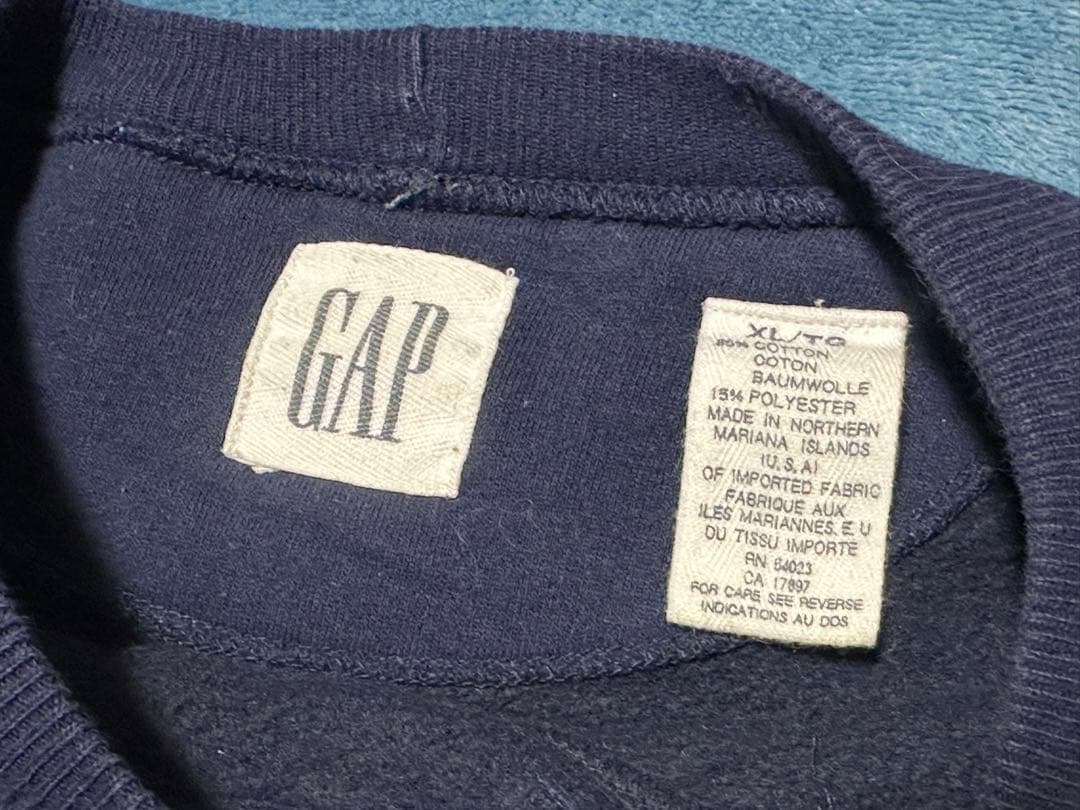 GAP
XL/TG
COTTON
COTON
BAUMWOLLE
15% POLYESTER
MADE IN NORTHERN
MARIANA ISLANDS
(U.S.A)
OF IMPORTED FABRIC
FABRIQUE AUX
ILES MARIANNES. E U
DU TISSU IMPORTE
RN 54023
CA 17897
FOR CARE SEE REVERSE
INDICATIONS AU DOS